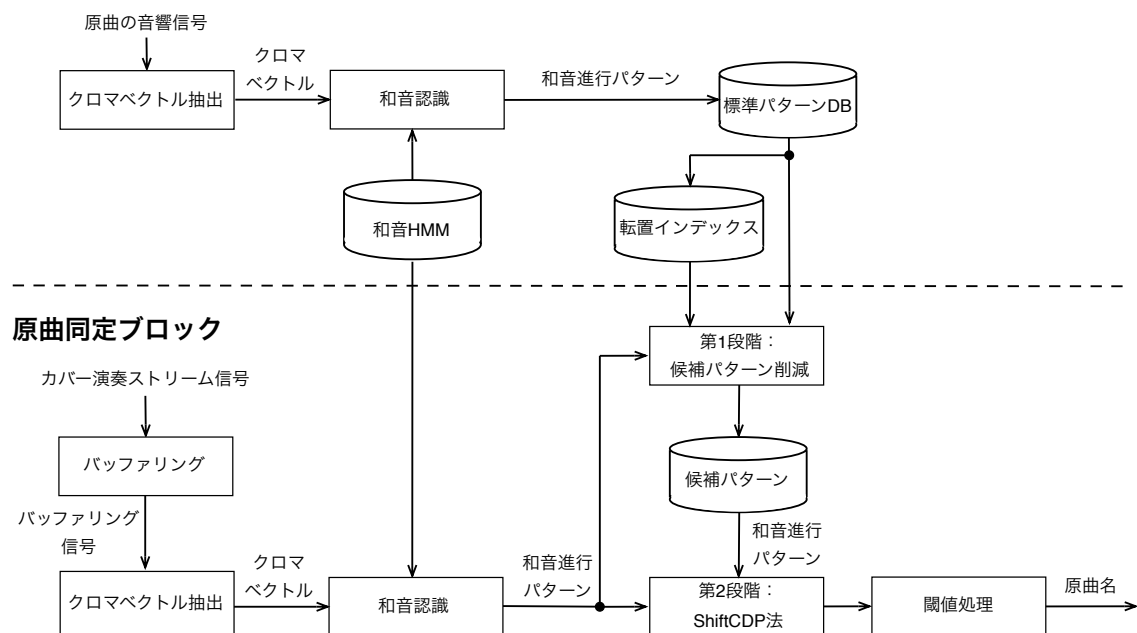 原曲の音響信号
クロマベクトル抽出
クロマ
ベクトル
和音認識
和音進行パターン
標準パターンDB
和音HMM
転置インデックス
原曲同定ブロック
カバー演奏ストリーム信号
バッファリング
バッファリング
信号
クロマベクトル抽出
クロマ
ベクトル
和音認識
和音進行
パターン
第1段階：
候補パターン削減
候補パターン
和音進行
パターン
第2段階：
ShiftCDP法
閾値処理
原曲名